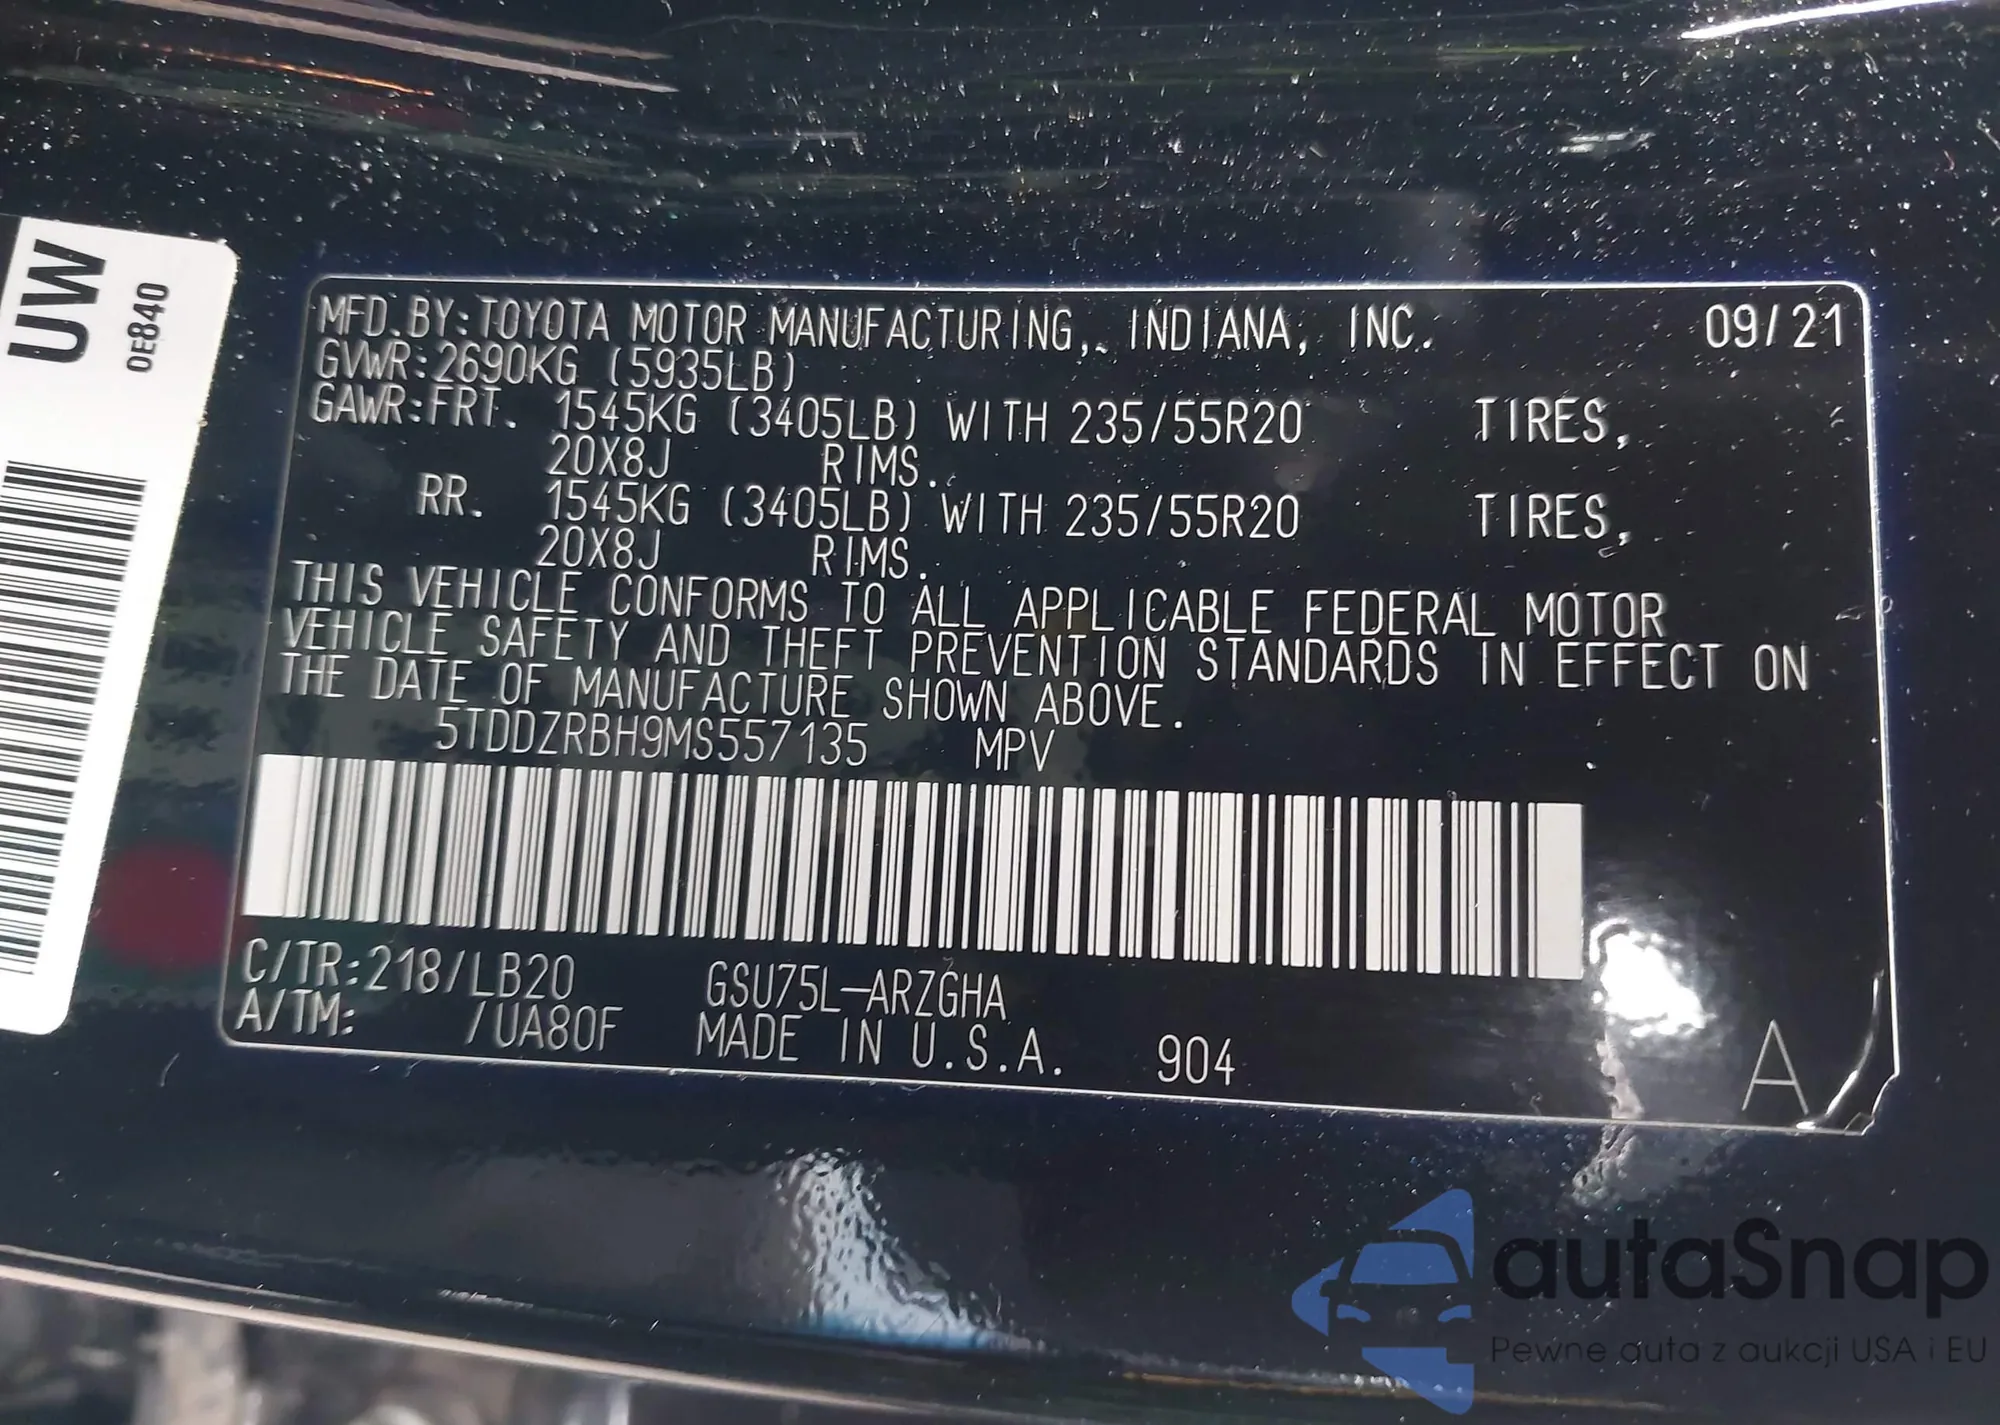 UW
0E840
MFD. BY: TOYOTA MOTOR MANUFACTURING, INDIANA, INC. 09/21
GVWR: 2690KG (5935LB)
GAWR: FRT. 1545KG (3405LB) WITH 235/55R20 TIRES,
20X8J RIMS.
RR. 1545KG (3405LB) WITH 235/55R20 TIRES,
20X8J RIMS.
THIS VEHICLE CONFORMS TO ALL APPLICABLE FEDERAL MOTOR
VEHICLE SAFETY AND THEFT PREVENTION STANDARDS IN EFFECT ON
THE DATE OF MANUFACTURE SHOWN ABOVE.
5TDDZRBH9MS557135 MPV
C/TR: 218/LB20 GSU75L-ARZGHA
A/TM: /UA80F MADE IN U.S.A. 904 A
autaSnap
Pewne auta z aukcji USA i EU